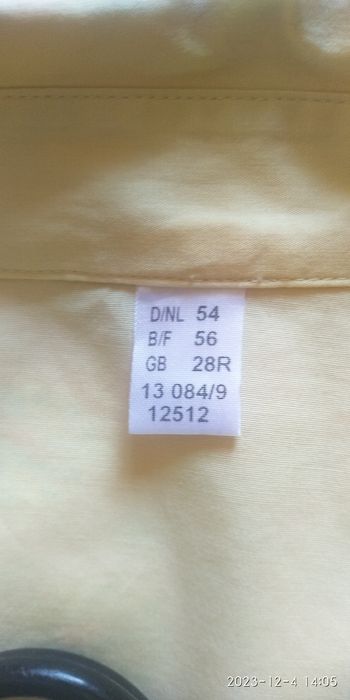 D/NL 54
B/F 56
GB 28R
13 084/9
12512
2023-12-4 14:05